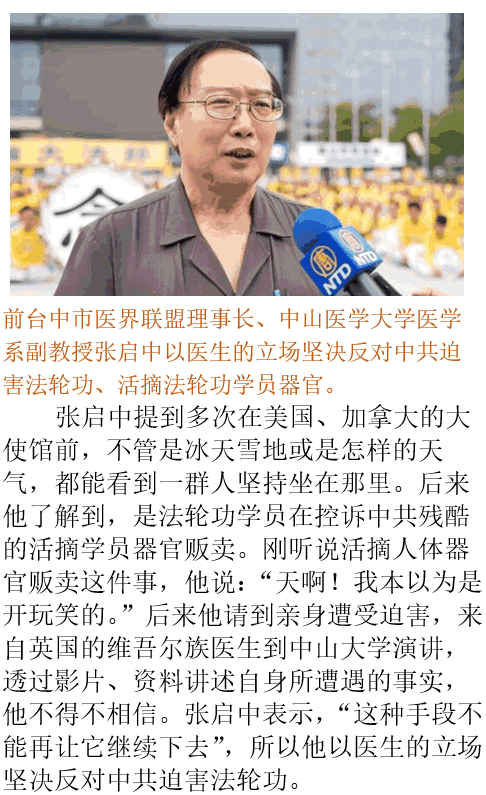 念
NTD
NTD
前台中市医界联盟理事长、中山医学大学医学
系副教授张启中以医生的立场坚决反对中共迫
害法轮功、活摘法轮功学员器官。
张启中提到多次在美国、加拿大的大
使馆前，不管是冰天雪地或是怎样的天
气，都能看到一群人坚持坐在那里。后来
他了解到，是法轮功学员在控诉中共残酷
的活摘学员器官贩卖。刚听说活摘人体器
官贩卖这件事，他说：“天啊！我本以为是
开玩笑的。”后来他请到亲身遭受迫害，来
自英国的维吾尔族医生到中山大学演讲，
透过影片、资料讲述自身所遭遇的事实，
他不得不相信。张启中表示，“这种手段不
能再让它继续下去”，所以他以医生的立场
坚决反对中共迫害法轮功。